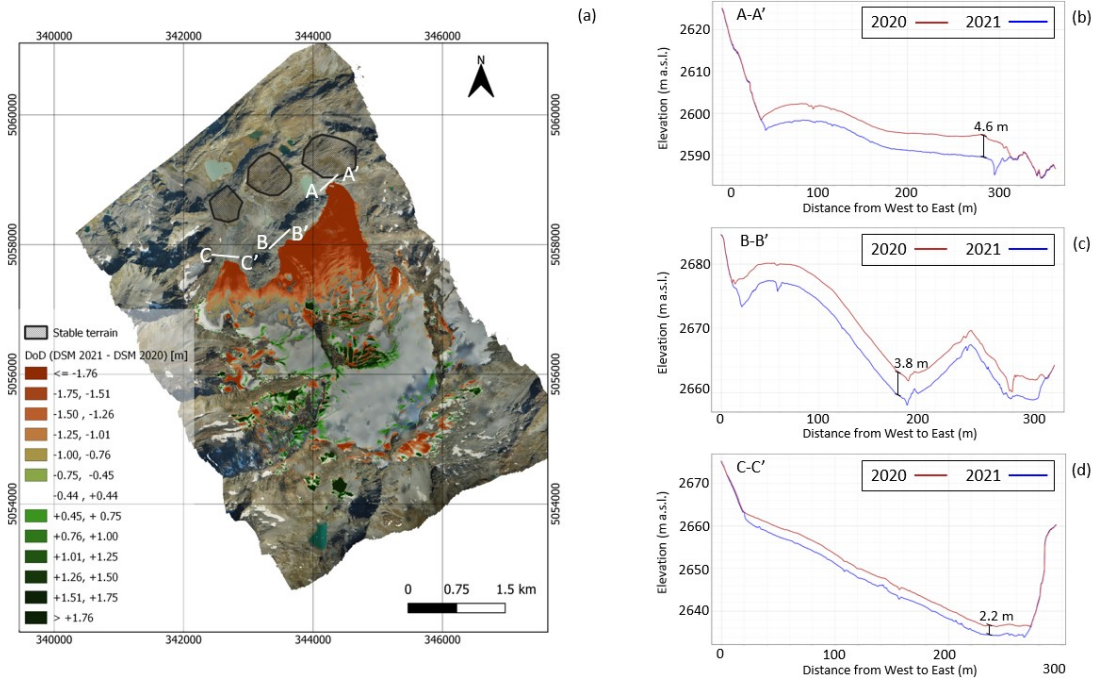 (a)
340000
342000
344000
346000
N
5060000
5060000
A
A'
5058000
5058000
B
B'
C
C'
Stable terrain
DoD (DSM 2021 - DSM 2020) [m]
<= -1.76
-1.75, -1.51
-1.50 , -1.26
-1.25, -1.01
-1.00, -0.76
-0.75, -0.45
-0.44 , +0.44
+0.45, + 0.75
+0.76, +1.00
+1.01, +1.25
+1.26, +1.50
+1.51, +1.75
> +1.76
5056000
5056000
5054000
5054000
0
0.75
1.5 km
340000
342000
344000
346000
A-A’
2020
2021
(b)
Elevation (m a.s.l.)
2620
2610
2600
2590
4.6 m
0
100
200
300
Distance from West to East (m)
B-B’
2020
2021
(c)
Elevation (m a.s.l.)
2680
2670
2660
3.8 m
0
100
200
300
Distance from West to East (m)
C-C’
2020
2021
(d)
Elevation (m a.s.l.)
2670
2660
2650
2640
2.2 m
0
100
200
300
Distance from West to East (m)